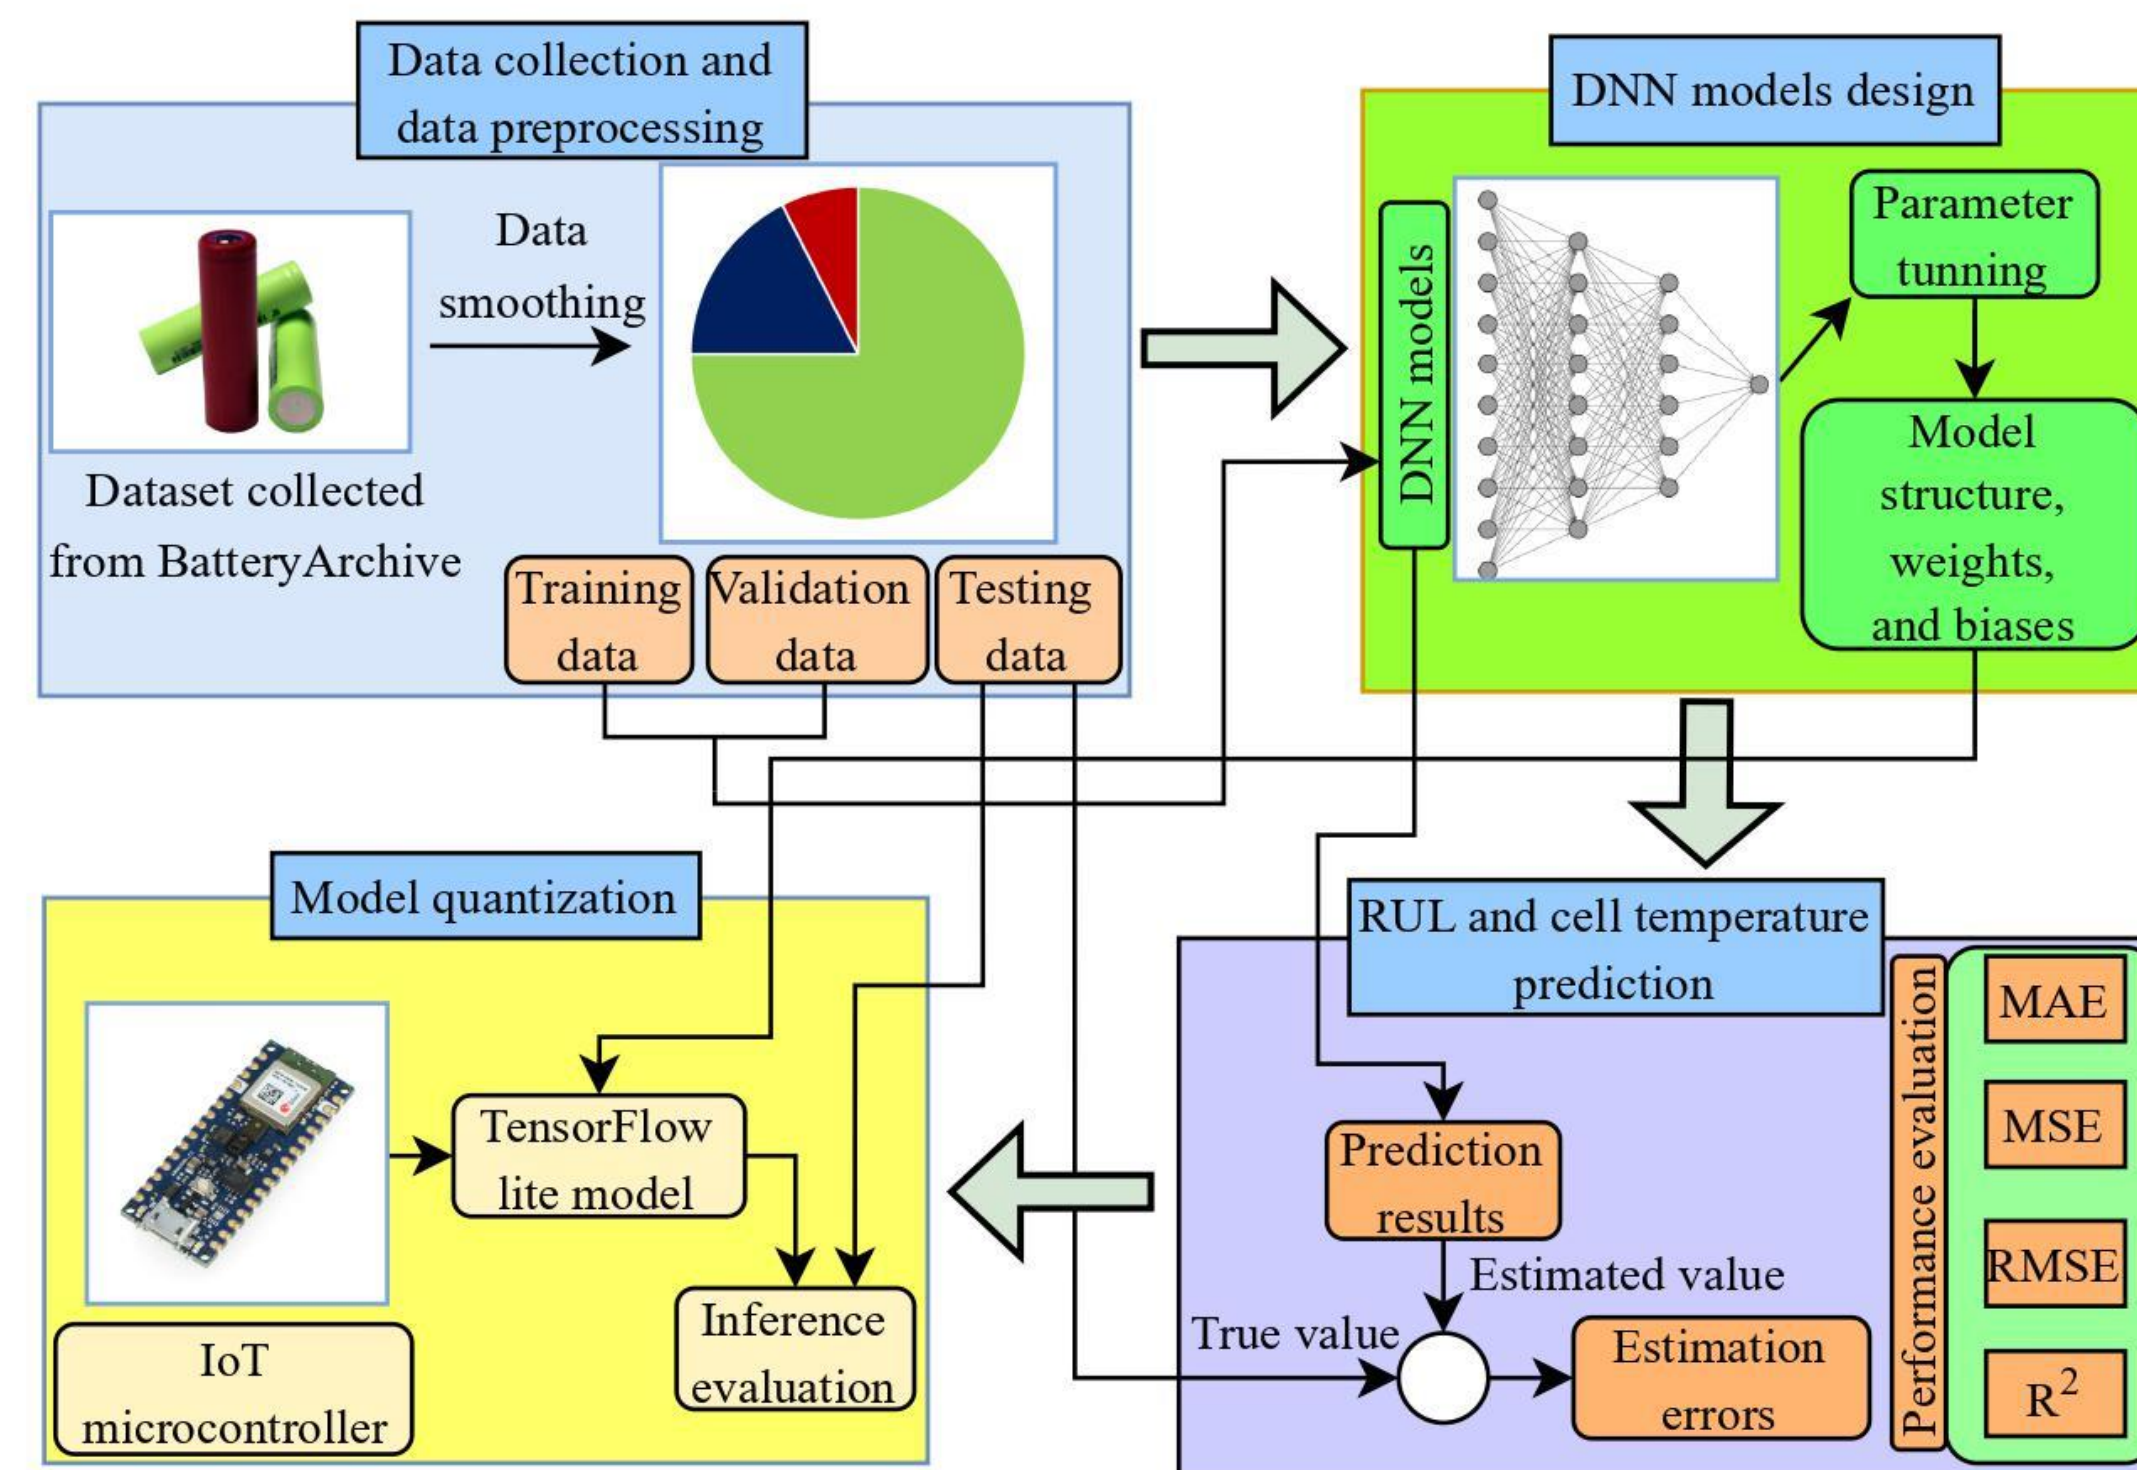 Data collection and
data preprocessing
Data
smoothing
Dataset collected
from BatteryArchive
Training
data
Validation
data
Testing
data
DNN models design
DNN models
Parameter
tunning
Model
structure,
weights,
and biases
Model quantization
TensorFlow
lite model
Inference
evaluation
IoT
microcontroller
RUL and cell temperature
prediction
Prediction
results
Estimated value
True value
Estimation
errors
Performance evaluation
MAE
MSE
RMSE
R²